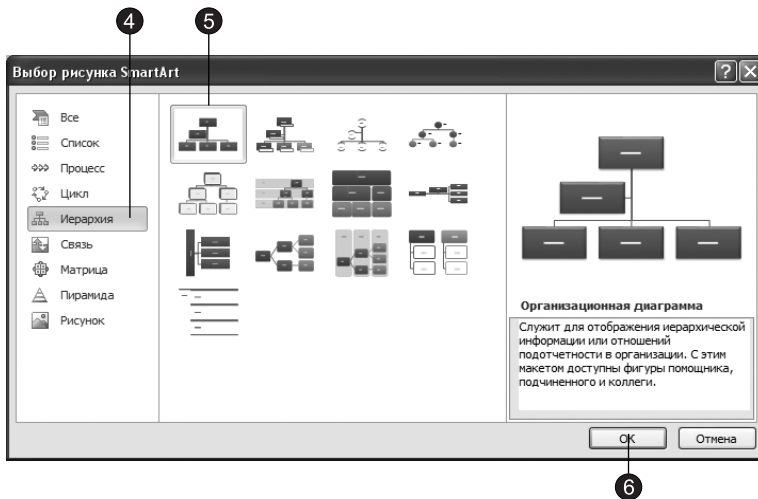 4 5
Выбор рисунка SmartArt
Все
Список
Процесс
Цикл
Иерархия
Связь
Матрица
Пирамида
Рисунок
Организационная диаграмма
Служит для отображения иерархической
информации или отношений
подотчетности в организации. С этим
макетом доступны фигуры помощника,
подчиненного и коллеги.
ОК Отмена
6